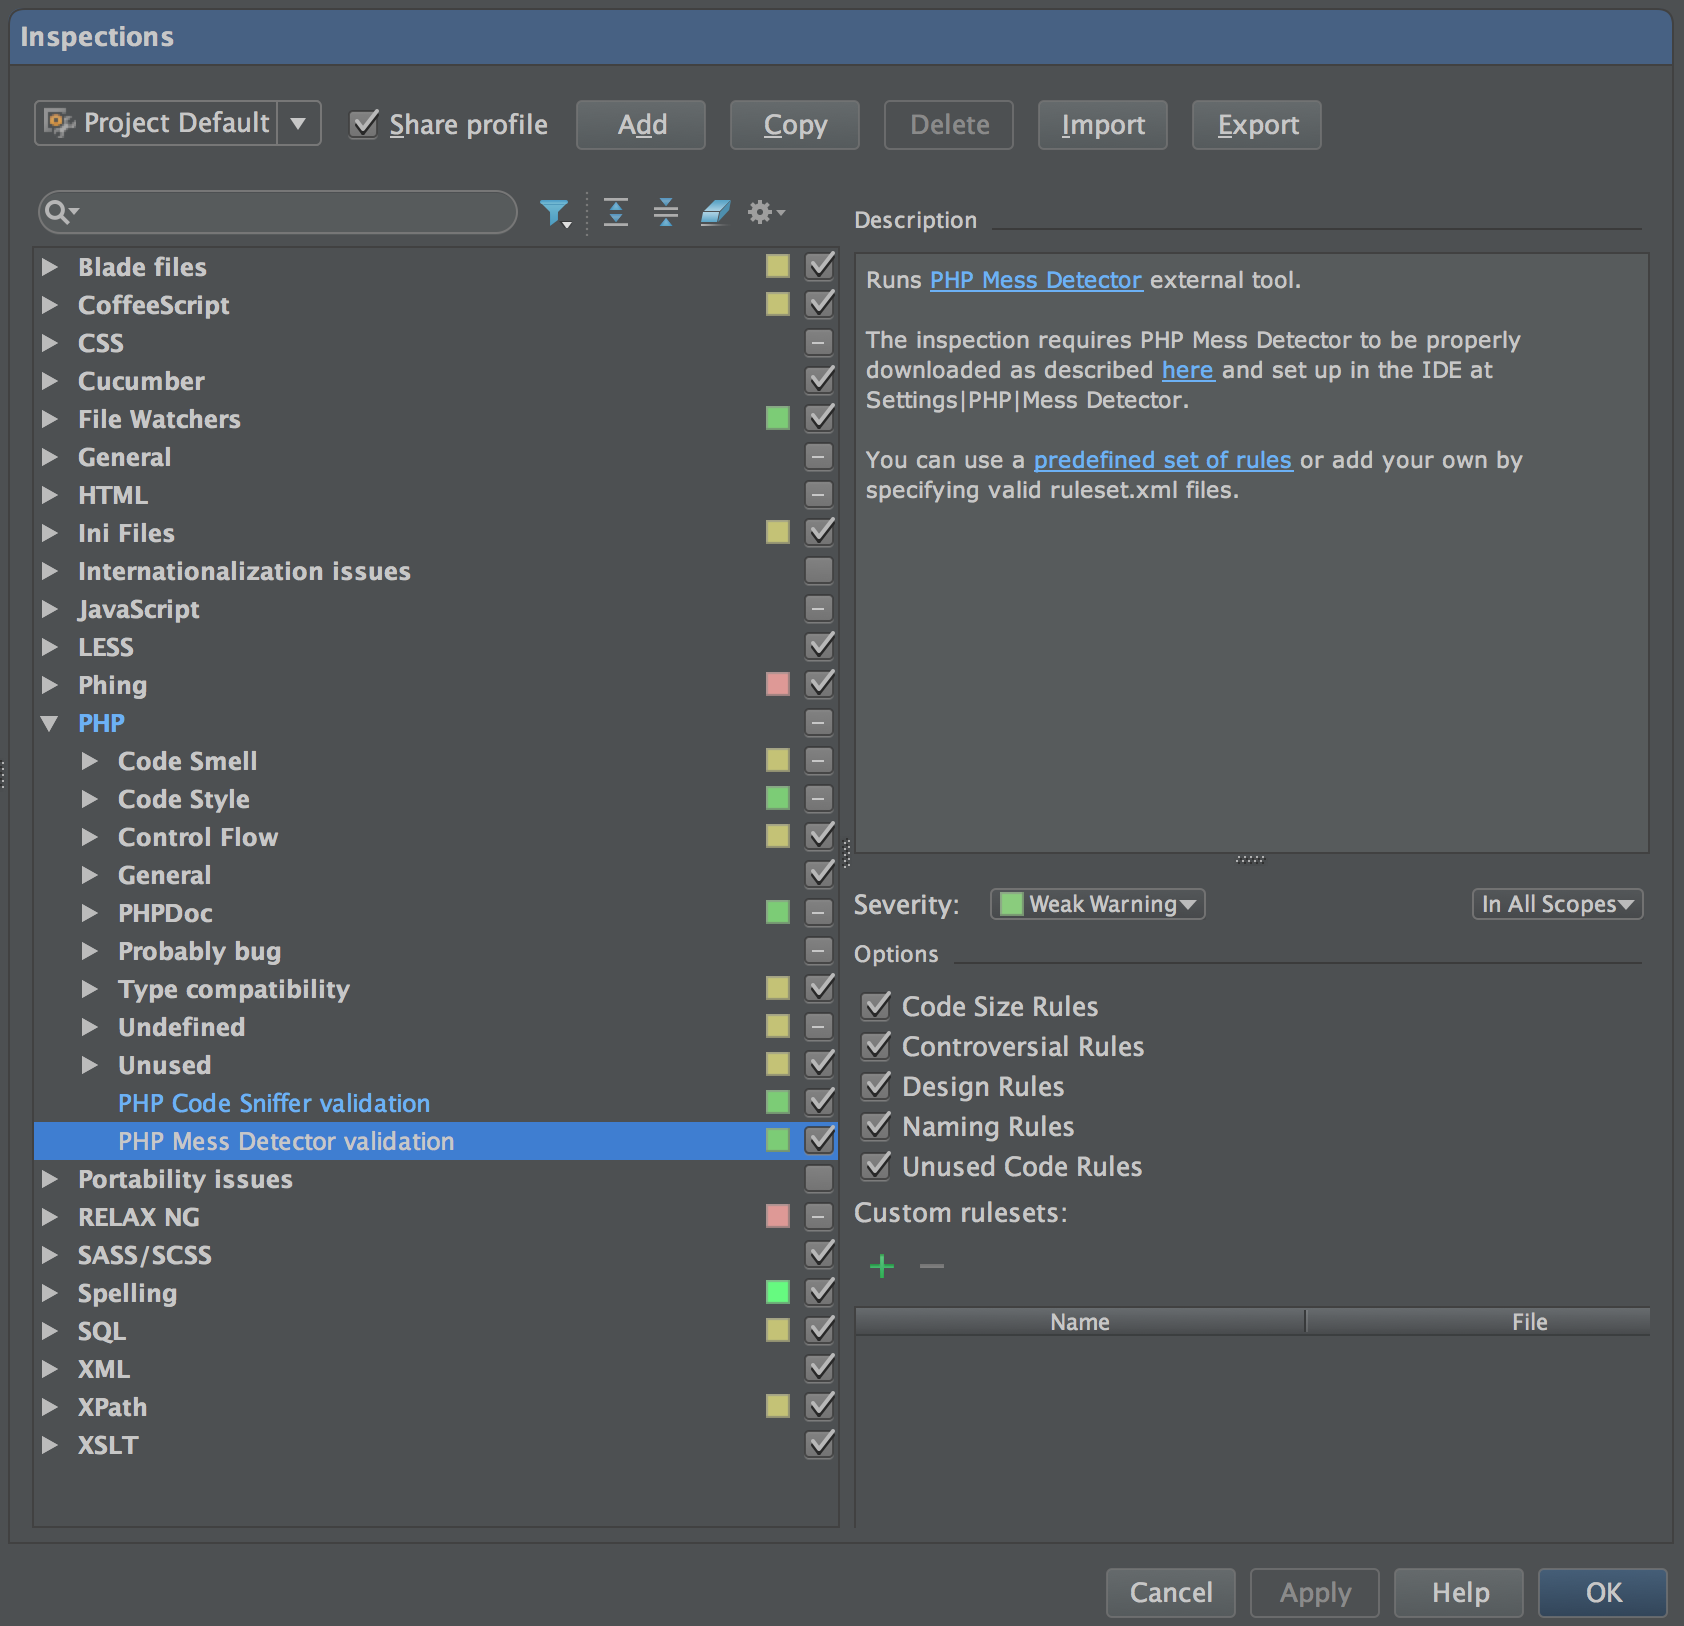 Inspections
Project Default
Share profile
Add
Copy
Delete
Import
Export
Blade files
CoffeeScript
CSS
Cucumber
File Watchers
General
HTML
Ini Files
Internationalization issues
JavaScript
LESS
Phing
PHP
Code Smell
Code Style
Control Flow
General
PHPDoc
Probably bug
Type compatibility
Undefined
Unused
PHP Code Sniffer validation
PHP Mess Detector validation
Portability issues
RELAX NG
SASS/SCSS
Spelling
SQL
XML
XPath
XSLT
Description
Runs PHP Mess Detector external tool.
The inspection requires PHP Mess Detector to be properly
downloaded as described here and set up in the IDE at
Settings|PHP|Mess Detector.
You can use a predefined set of rules or add your own by
specifying valid ruleset.xml files.
Severity:
Weak Warning
In All Scopes
Options
Code Size Rules
Controversial Rules
Design Rules
Naming Rules
Unused Code Rules
Custom rulesets:
Name
File
Cancel
Apply
Help
OK